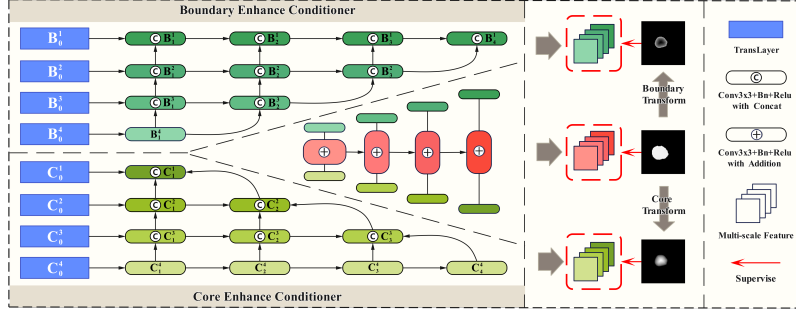 Boundary Enhance Conditioner
B₀¹ © B₁¹ © B₂¹ © B₃¹ © B₄¹
B₀² © B₁² © B₂² © B₃²
B₀³ © B₁³ © B₂³
B₀⁴ B₁⁴
C₀¹ © C₁¹
C₀² © C₁² © C₂²
C₀³ © C₁³ © C₂³ © C₃³
C₀⁴ C₁⁴ C₂⁴ C₃⁴ C₄⁴
Core Enhance Conditioner
⊕ ⊕ ⊕ ⊕
Boundary
Transform
Core
Transform
TransLayer
©
Conv3x3+Bn+Relu
with Concat
⊕
Conv3x3+Bn+Relu
with Addition
Multi-scale Feature
Supervise